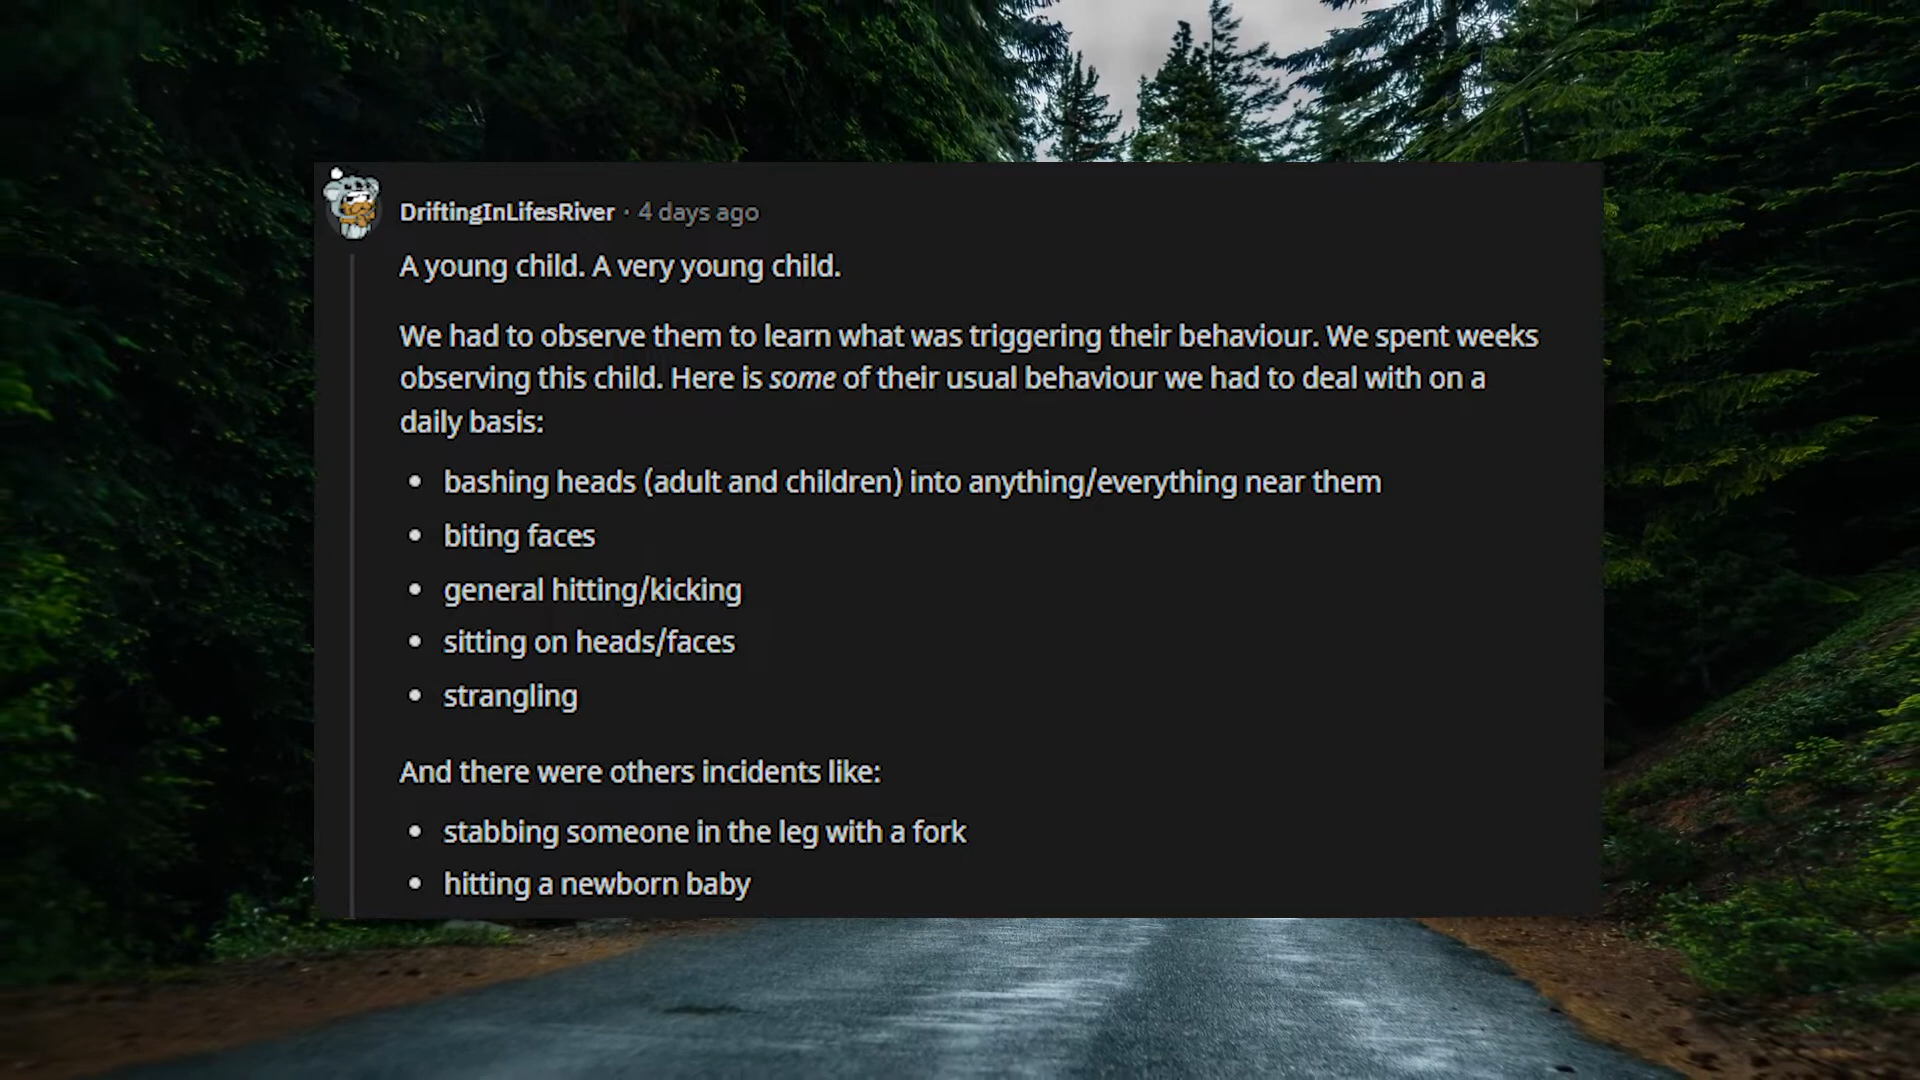 DriftingInLifesRiver · 4 days ago
A young child. A very young child.
We had to observe them to learn what was triggering their behaviour. We spent weeks
observing this child. Here is some of their usual behaviour we had to deal with on a
daily basis:
• bashing heads (adult and children) into anything/everything near them
• biting faces
• general hitting/kicking
• sitting on heads/faces
• strangling
And there were others incidents like:
• stabbing someone in the leg with a fork
• hitting a newborn baby